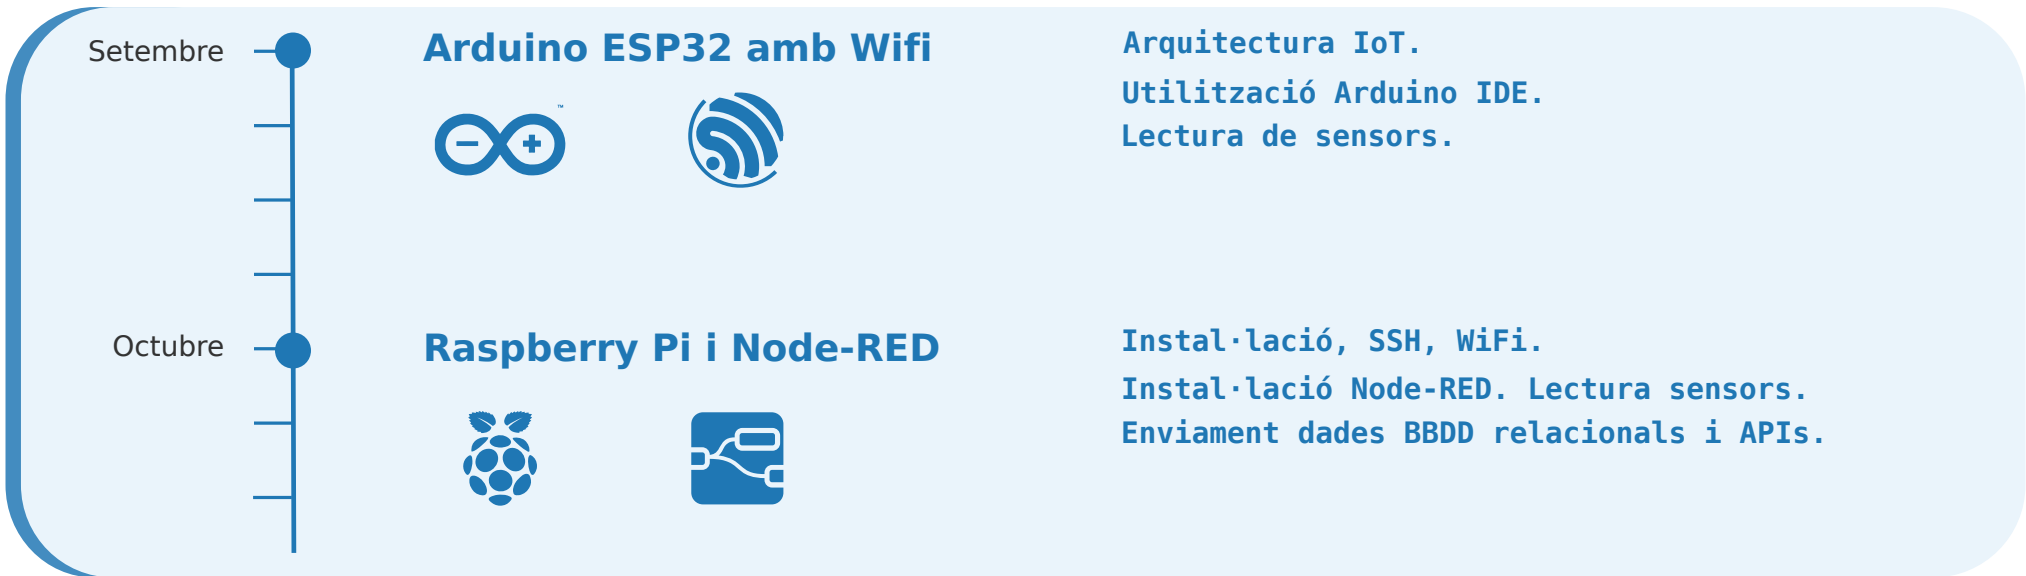 Setembre
Arduino ESP32 amb Wifi
Arquitectura IoT.
Utilització Arduino IDE.
Lectura de sensors.
™
Octubre
Raspberry Pi i Node-RED
Instal·lació, SSH, WiFi.
Instal·lació Node-RED. Lectura sensors.
Enviament dades BBDD relacionals i APIs.